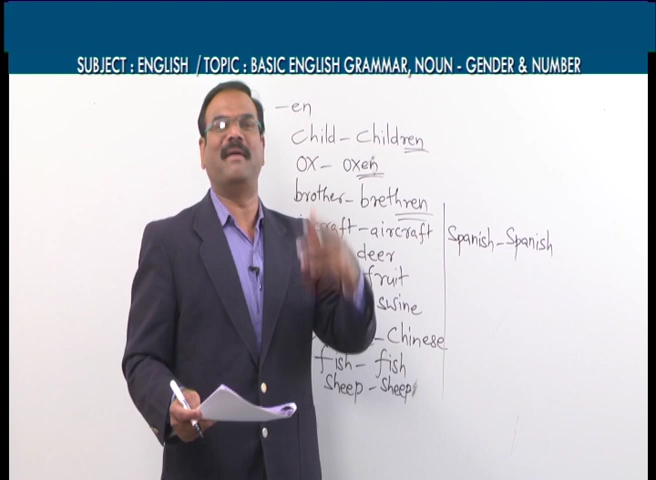 SUBJECT : ENGLISH / TOPIC : BASIC ENGLISH GRAMMAR, NOUN - GENDER & NUMBER
-en
Child - Children
OX - oxen
brother - brethren
- aircraft
deer
fruit
swine
- Chinese
fish - fish
Sheep - Sheep
Spanish - Spanish